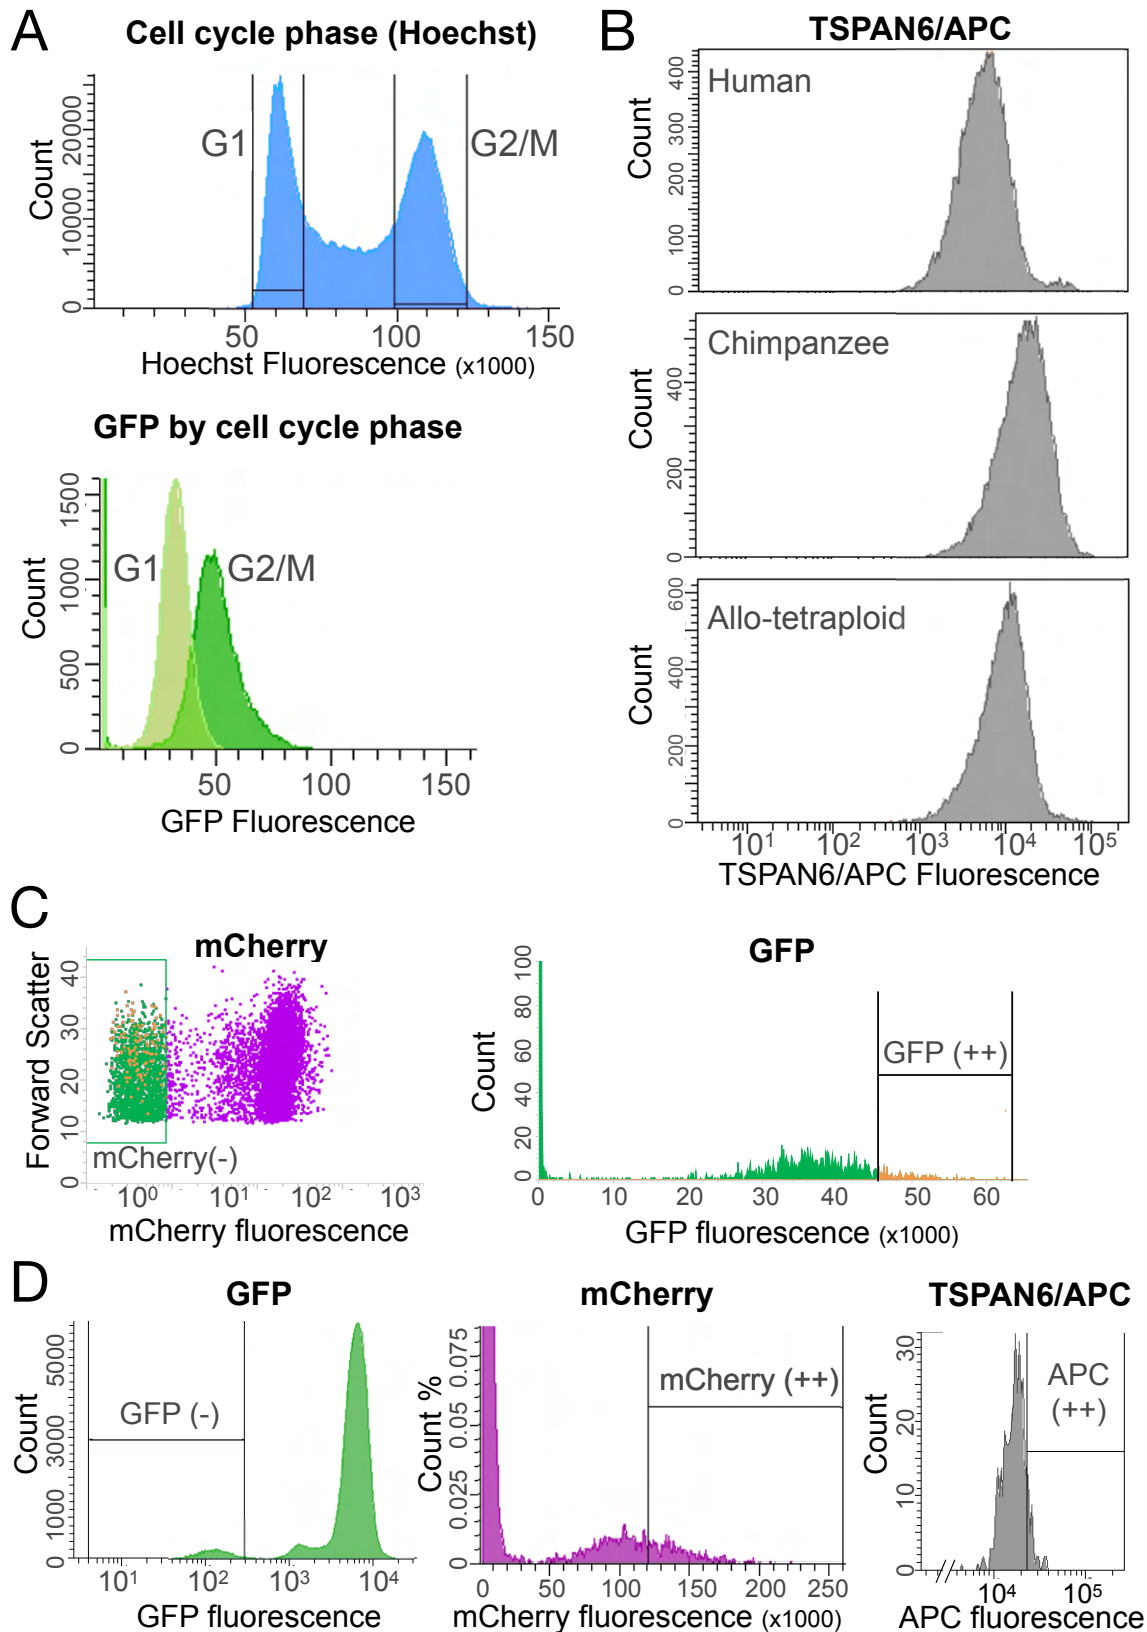 A
Cell cycle phase (Hoechst)
G1
G2/M
Count
0
10000
20000
50
100
150
Hoechst Fluorescence (x1000)
GFP by cell cycle phase
G1
G2/M
Count
0
500
1000
1500
50
100
150
GFP Fluorescence
B
TSPAN6/APC
Human
Count
0
100
200
300
400
Chimpanzee
Count
0
200
400
Allo-tetraploid
Count
0
200
400
600
10¹
10²
10³
10⁴
10⁵
TSPAN6/APC Fluorescence
C
mCherry
Forward Scatter
0
10
20
30
40
mCherry(-)
10⁰
10¹
10²
10³
mCherry fluorescence
GFP
Count
0
20
40
60
80
100
GFP (++)
0
10
20
30
40
50
60
GFP fluorescence (x1000)
D
GFP
Count
0
1000
3000
5000
GFP (-)
10¹
10²
10³
10⁴
GFP fluorescence
mCherry
Count %
0
0.025
0.05
0.075
mCherry (++)
0
50
100
150
200
250
mCherry fluorescence (x1000)
TSPAN6/APC
Count
0
10
20
30
APC
(++)
10⁴
10⁵
APC fluorescence